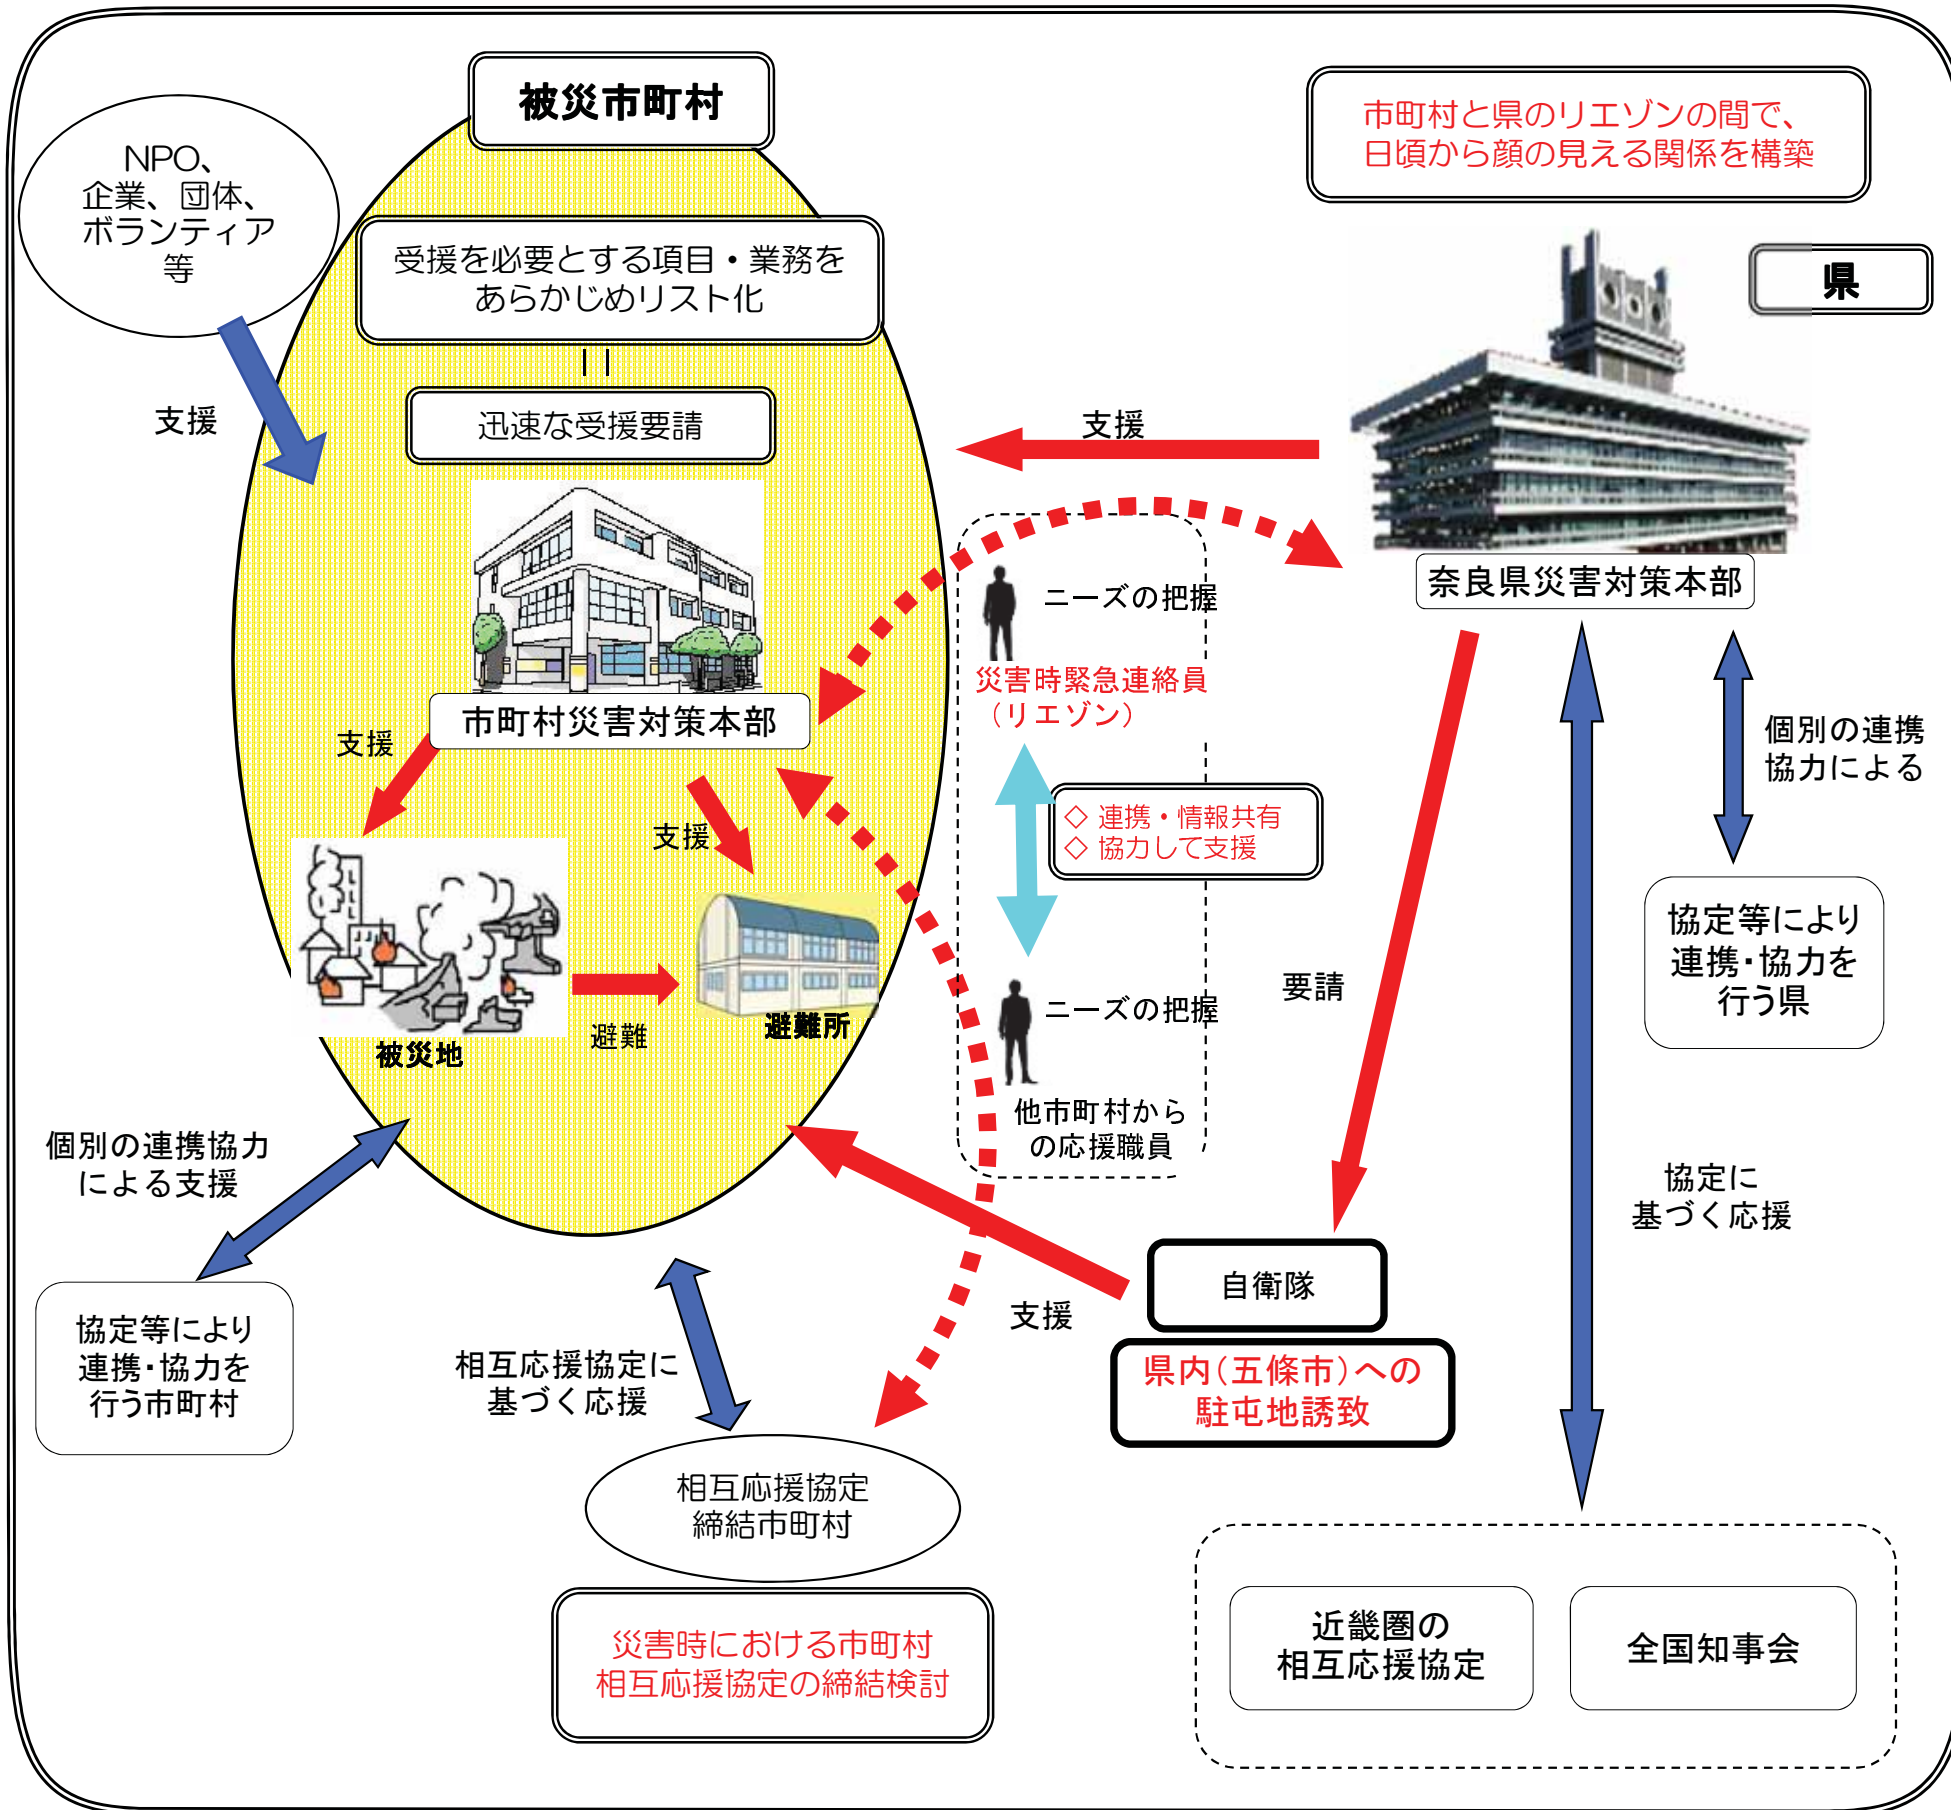 被災市町村
市町村と県のリエゾンの間で、
日頃から顔の見える関係を構築
NPO、
企業、団体、
ボランティア
等
受援を必要とする項目・業務を
あらかじめリスト化
県
迅速な受援要請
支援
支援
奈良県災害対策本部
ニーズの把握
災害時緊急連絡員
（リエゾン）
市町村災害対策本部
支援
支援
個別の連携
協力による
◇ 連携・情報共有
◇ 協力して支援
協定等により
連携・協力を
行う県
要請
ニーズの把握
避難所
避難
被災地
他市町村から
の応援職員
個別の連携協力
による支援
協定に
基づく応援
自衛隊
支援
協定等により
連携・協力を
行う市町村
相互応援協定に
基づく応援
県内（五條市）への
駐屯地誘致
相互応援協定
締結市町村
災害時における市町村
相互応援協定の締結検討
近畿圏の
相互応援協定
全国知事会